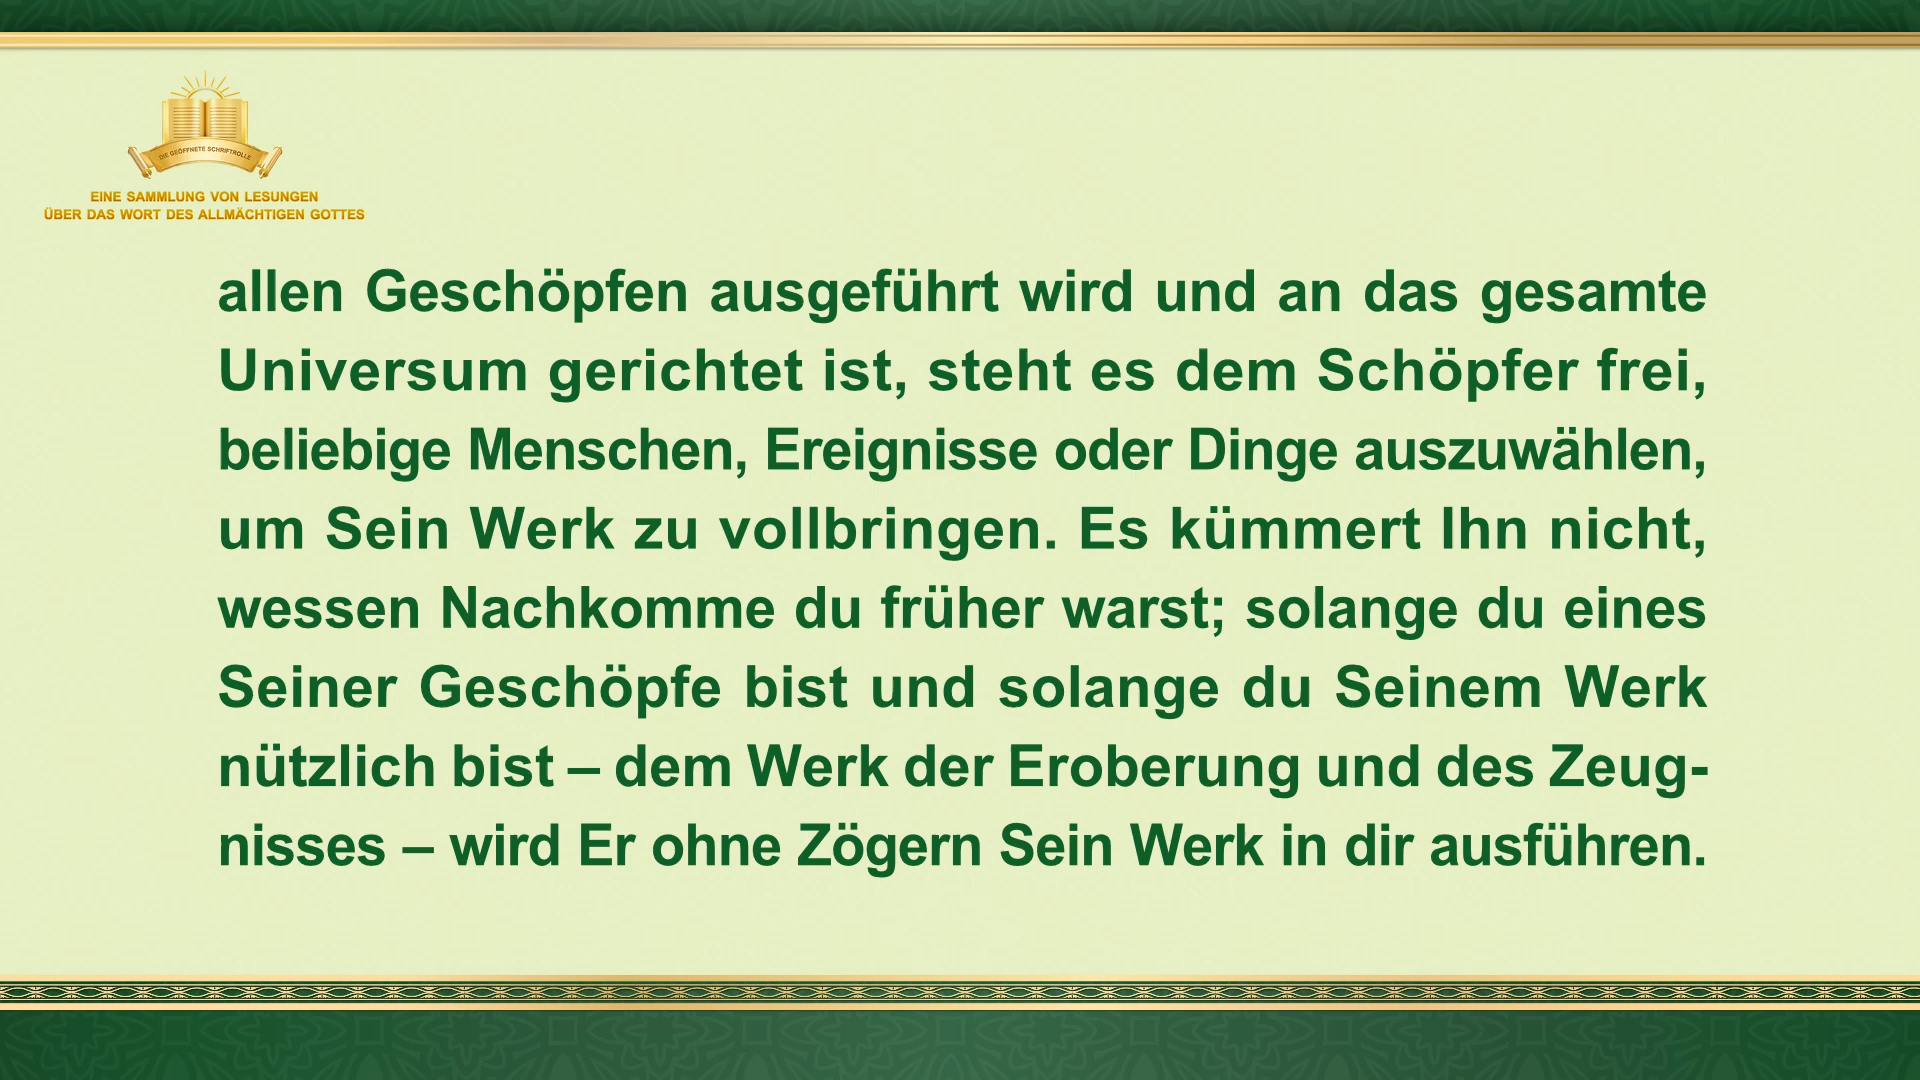 DIE GEÖFFNETE SCHRIFTROLLE
EINE SAMMLUNG VON LESUNGEN
ÜBER DAS WORT DES ALLMÄCHTIGEN GOTTES
allen Geschöpfen ausgeführt wird und an das gesamte
Universum gerichtet ist, steht es dem Schöpfer frei,
beliebige Menschen, Ereignisse oder Dinge auszuwählen,
um Sein Werk zu vollbringen. Es kümmert Ihn nicht,
wessen Nachkomme du früher warst; solange du eines
Seiner Geschöpfe bist und solange du Seinem Werk
nützlich bist – dem Werk der Eroberung und des Zeug-
nisses – wird Er ohne Zögern Sein Werk in dir ausführen.